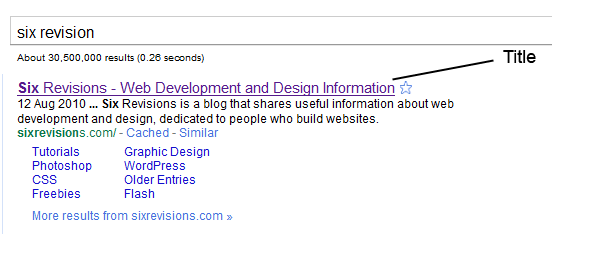 six revision
About 30,500,000 results (0.26 seconds)
Title
Six Revisions - Web Development and Design Information
12 Aug 2010 ... Six Revisions is a blog that shares useful information about web
development and design, dedicated to people who build websites.
sixrevisions.com/ - Cached - Similar
Tutorials Graphic Design
Photoshop WordPress
CSS Older Entries
Freebies Flash
More results from sixrevisions.com »